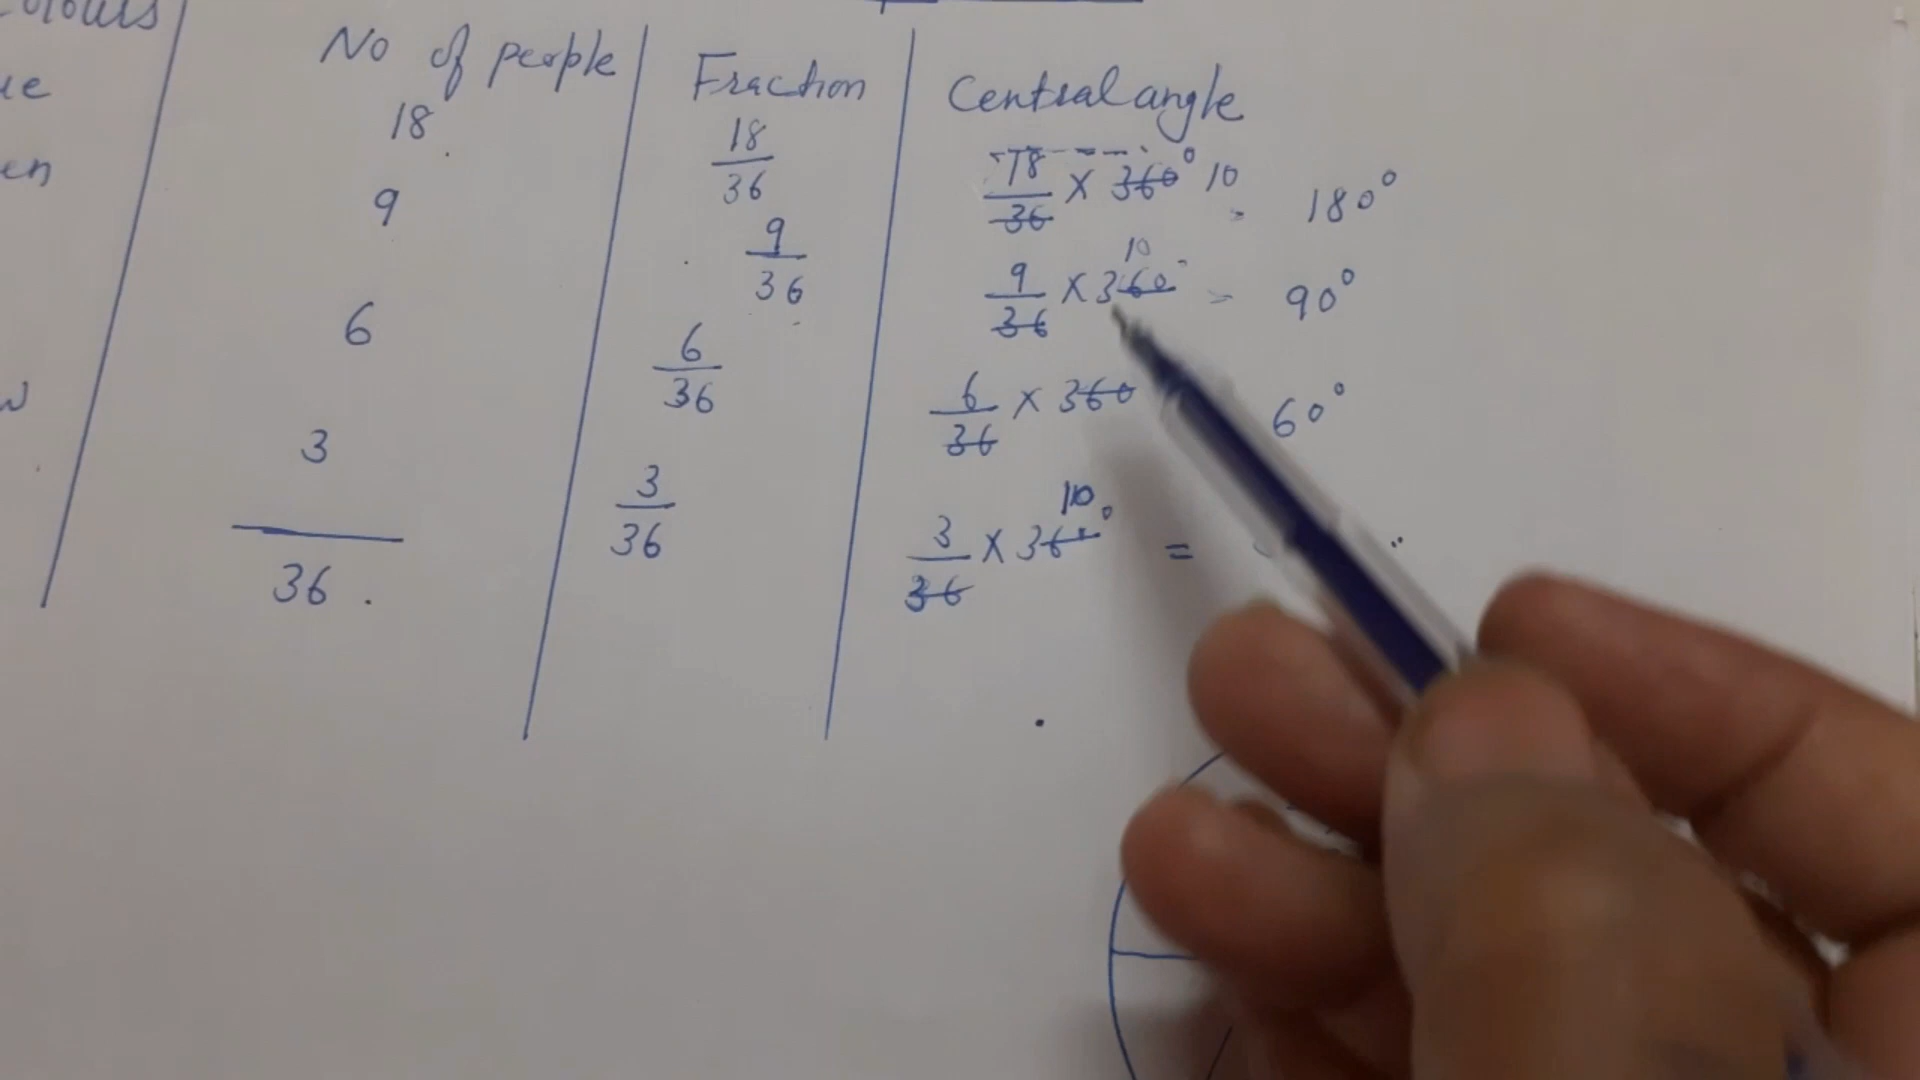 No of people Fraction Central angle
18 18/36 18/36 × 360° 10 = 180°
9 9/36 9/36 × 360° 10 = 90°
6 6/36 6/36 × 360 60°
3 3/36 3/36 × 360° 10 =
36